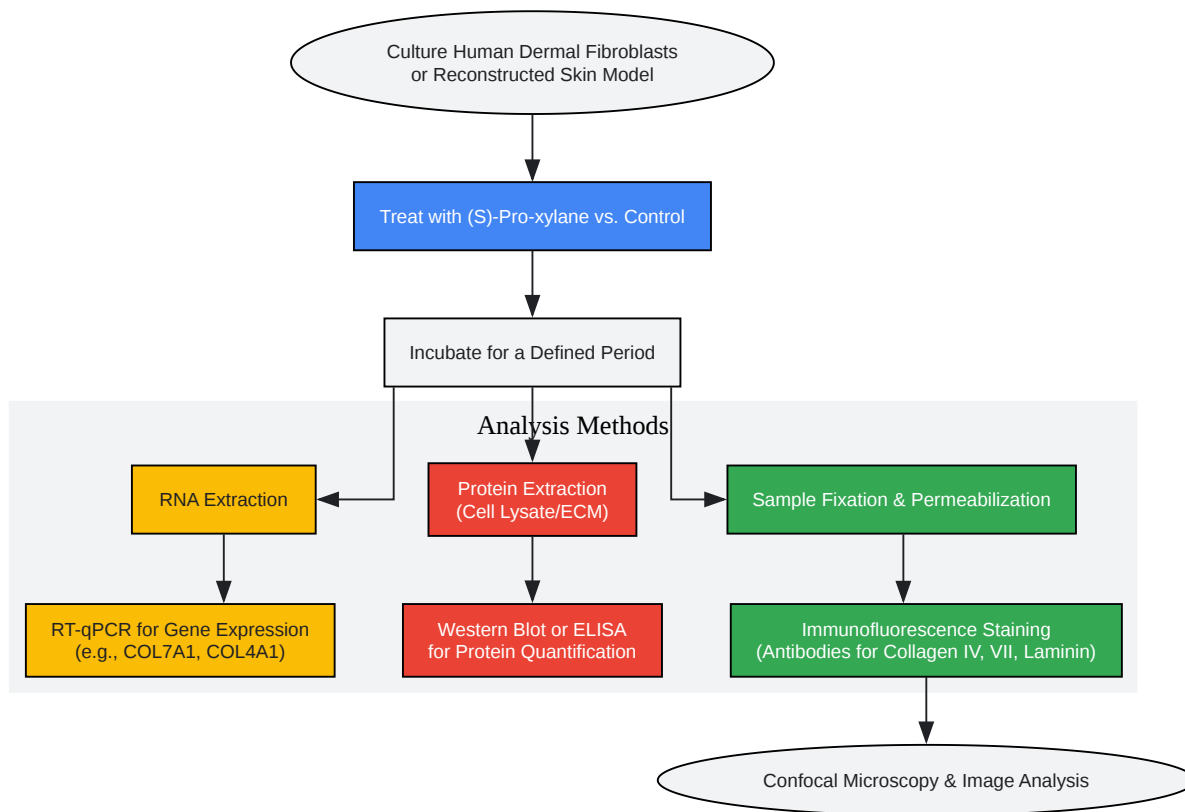 Culture Human Dermal Fibroblasts
or Reconstructed Skin Model
Treat with (S)-Pro-xylane vs. Control
Incubate for a Defined Period
Analysis Methods
RNA Extraction
Protein Extraction
(Cell Lysate/ECM)
Sample Fixation & Permeabilization
RT-qPCR for Gene Expression
(e.g., COL7A1, COL4A1)
Western Blot or ELISA
for Protein Quantification
Immunofluorescence Staining
(Antibodies for Collagen IV, VII, Laminin)
Confocal Microscopy & Image Analysis